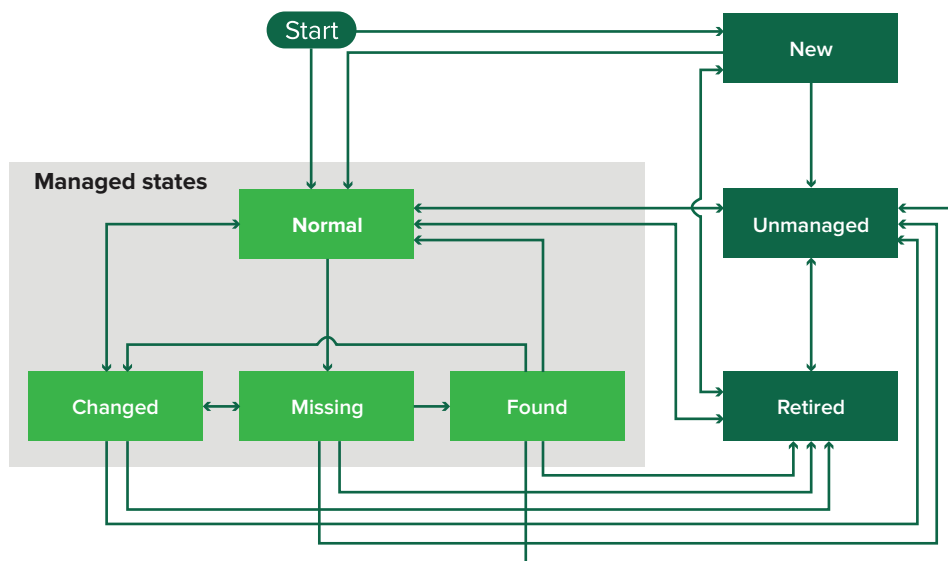 Start
New
Managed states
Normal
Unmanaged
Changed
Missing
Found
Retired